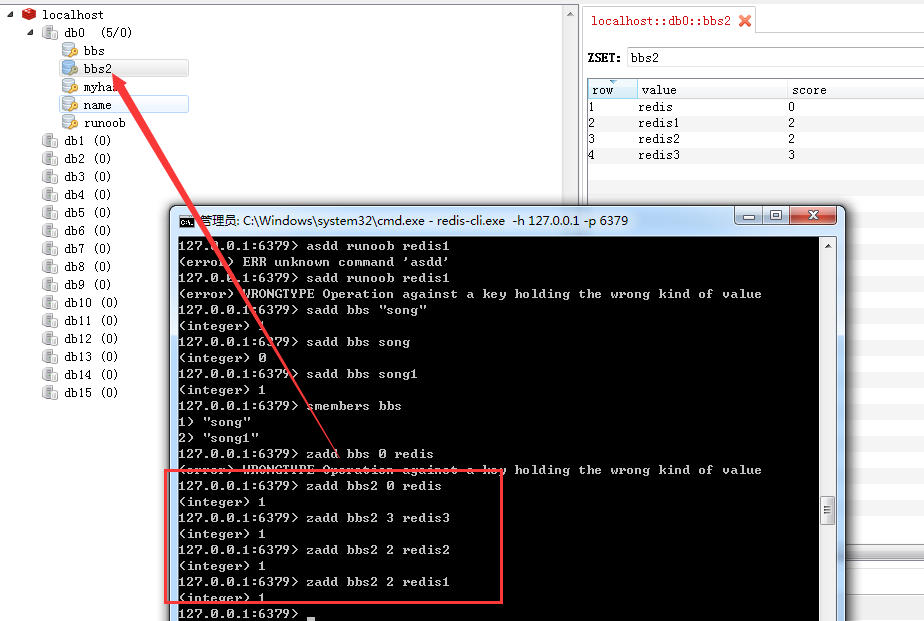 localhost
db0 (5/0)
bbs
bbs2
name
runoob
db1 (0)
db2 (0)
db3 (0)
db4 (0)
db5 (0)
db6 (0)
db7 (0)
db8 (0)
db9 (0)
db10 (0)
db11 (0)
db12 (0)
db13 (0)
db14 (0)
db15 (0)
localhost::db0::bbs2
ZSET: bbs2
row value score
1 redis 0
2 redis1 2
3 redis2 2
4 redis3 3
管理员: C:\Windows\system32\cmd.exe - redis-cli.exe -h 127.0.0.1 -p 6379
127.0.0.1:6379> asdd runoob redis1
(error) ERR unknown command 'asdd'
127.0.0.1:6379> sadd runoob redis1
(error) WRONGTYPE Operation against a key holding the wrong kind of value
127.0.0.1:6379> sadd bbs "song"
(integer) 1
127.0.0.1:6379> sadd bbs song
(integer) 0
127.0.0.1:6379> sadd bbs song1
(integer) 1
127.0.0.1:6379> smembers bbs
1) "song"
2) "song1"
127.0.0.1:6379> zadd bbs 0 redis
(error) WRONGTYPE Operation against a key holding the wrong kind of value
127.0.0.1:6379> zadd bbs2 0 redis
(integer) 1
127.0.0.1:6379> zadd bbs2 3 redis3
(integer) 1
127.0.0.1:6379> zadd bbs2 2 redis2
(integer) 1
127.0.0.1:6379> zadd bbs2 2 redis1
(integer) 1
127.0.0.1:6379>